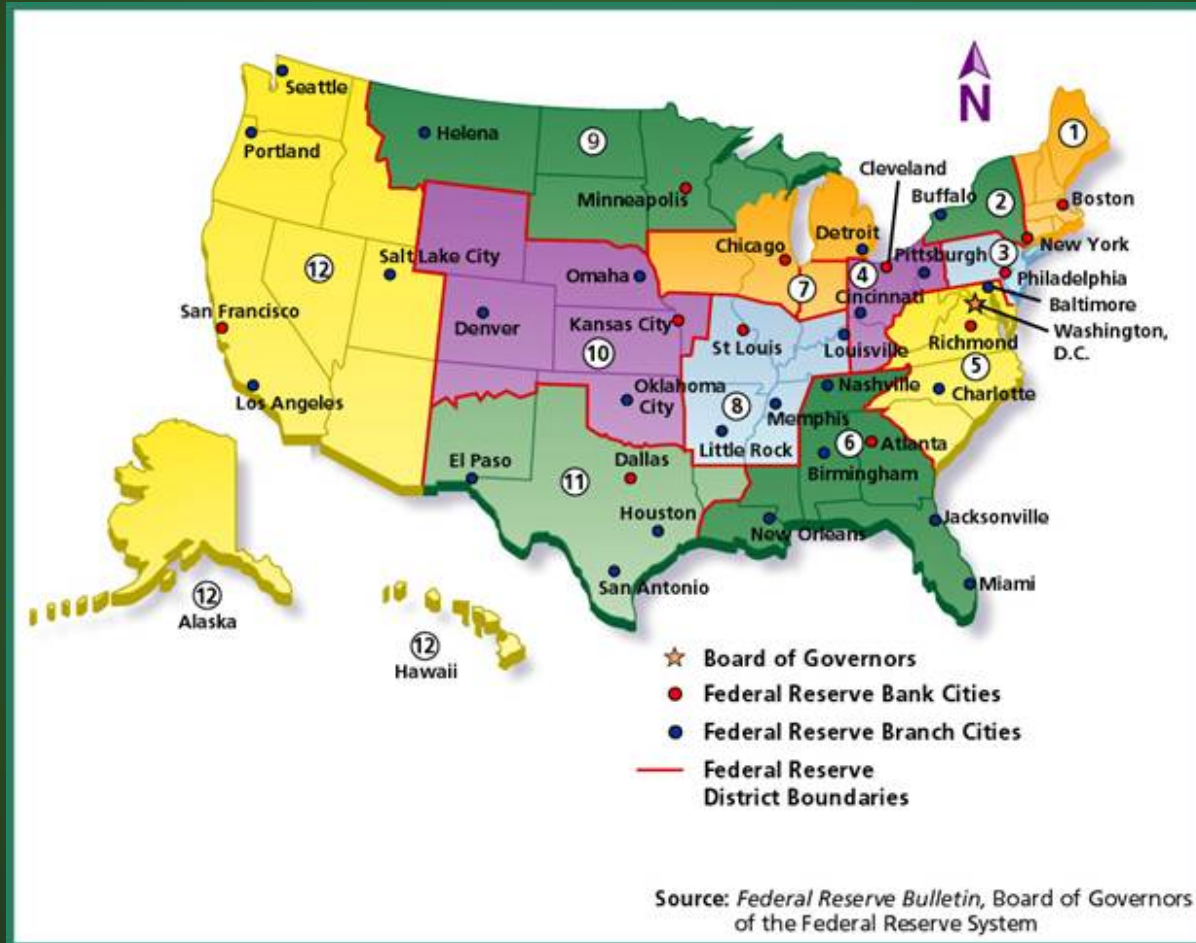 Seattle
Portland
Helena
9
Minneapolis
1
Cleveland
Buffalo
2
Boston
N
Salt Lake City
12
San Francisco
Los Angeles
Omaha
Denver
Kansas City
10
Oklahoma
City
Chicago
Detroit
7
4
Pittsburgh
3
New York
Philadelphia
Baltimore
Washington,
D.C.
Cincinnati
St Louis
Louisville
Richmond
5
Charlotte
Nashville
8
Memphis
Little Rock
6
Atlanta
Birmingham
El Paso
11
Dallas
Houston
San Antonio
New Orleans
Jacksonville
Miami
12
Alaska
12
Hawaii
Board of Governors
Federal Reserve Bank Cities
Federal Reserve Branch Cities
Federal Reserve
District Boundaries
Source: Federal Reserve Bulletin, Board of Governors
of the Federal Reserve System